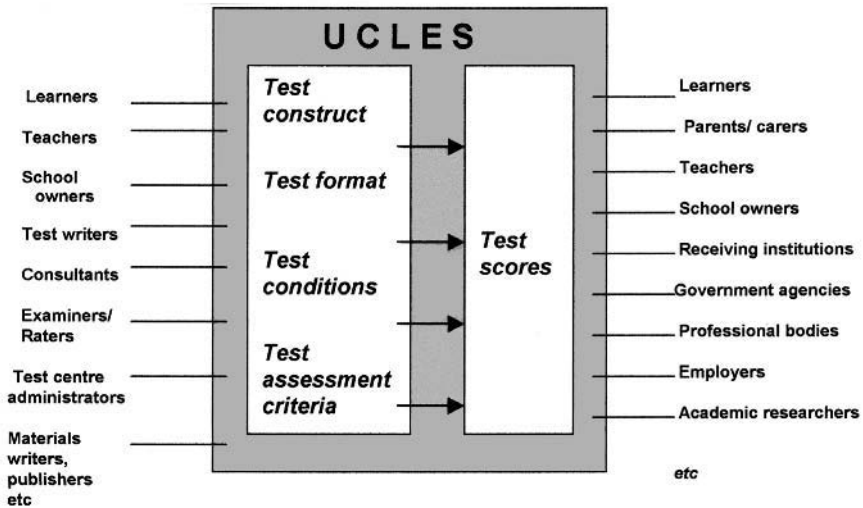 UCLES
Learners
Teachers
School
owners
Test writers
Consultants
Examiners/
Raters
Test centre
administrators
Materials
writers,
publishers
etc
Test
construct
Test format
Test
conditions
Test
assessment
criteria
Test
scores
Learners
Parents/ carers
Teachers
School owners
Receiving institutions
Government agencies
Professional bodies
Employers
Academic researchers
etc